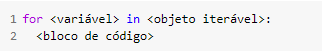 1 for <variável> in <objeto iterável>:
2   <bloco de código>